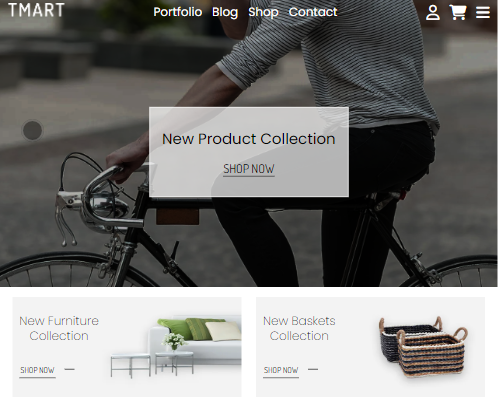 TMART
Portfolio Blog Shop Contact
New Product Collection
SHOP NOW
New Furniture
Collection
SHOP NOW
New Baskets
Collection
SHOP NOW